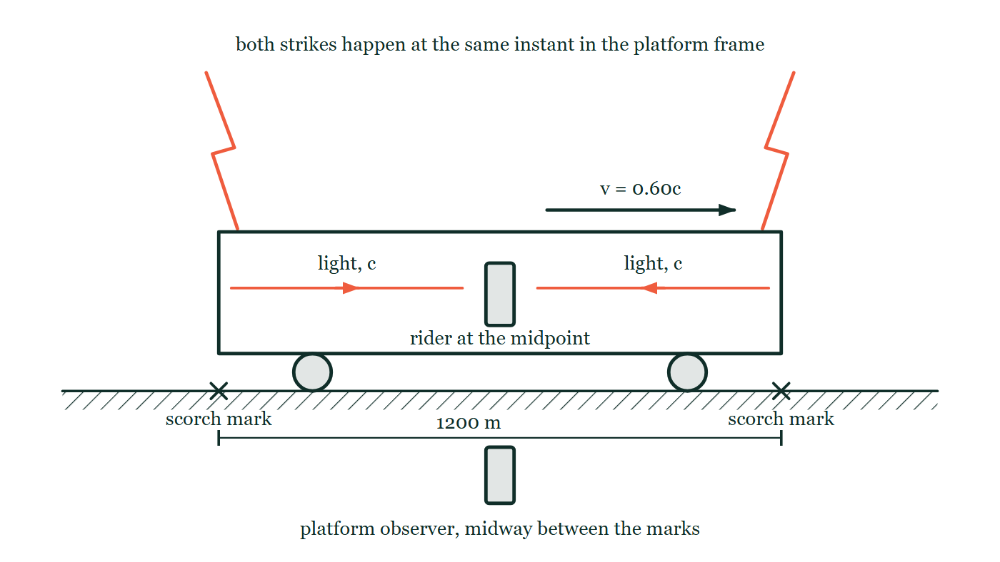 both strikes happen at the same instant in the platform frame
v = 0.60c
light, c
light, c
rider at the midpoint
scorch mark
scorch mark
1200 m
platform observer, midway between the marks